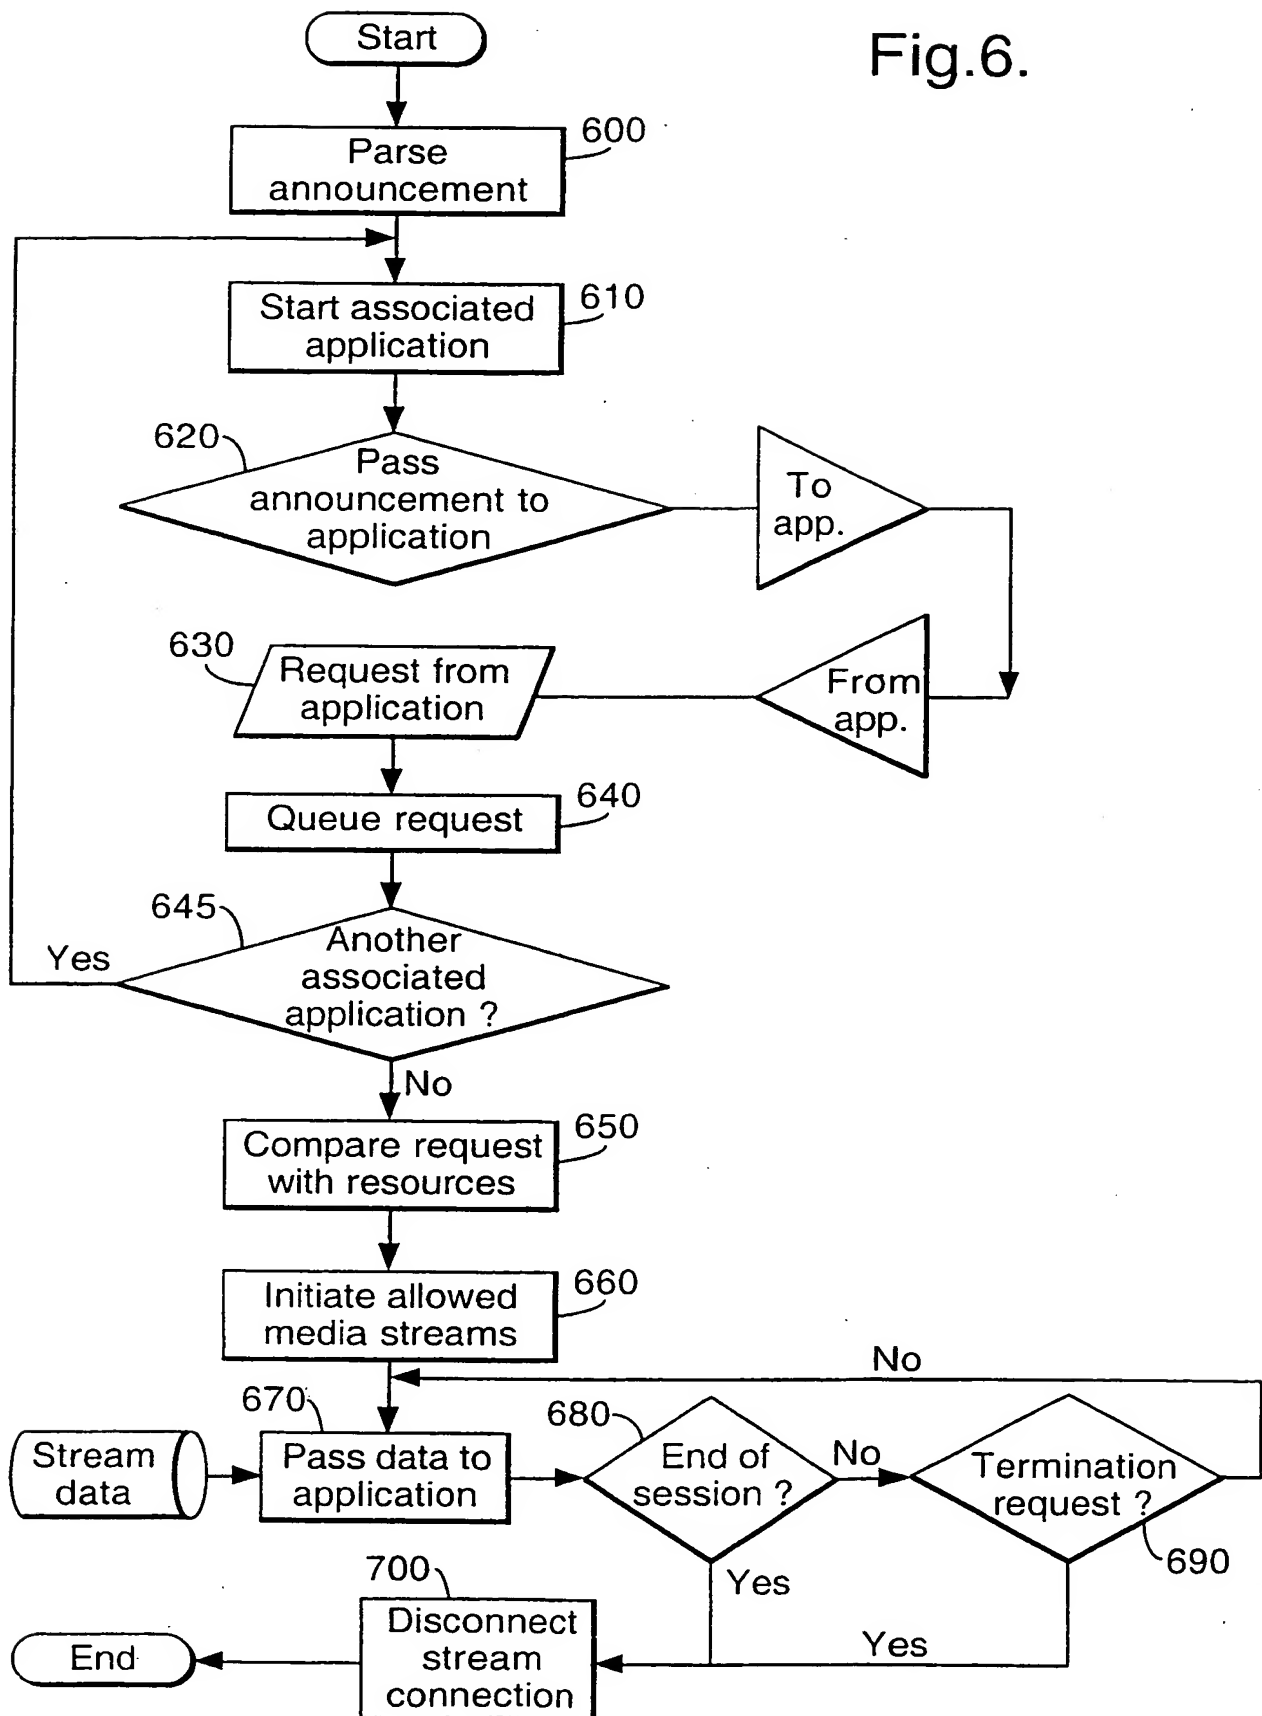 Start
Fig.6.
600
Parse
announcement
610
Start associated
application
620
Pass
announcement to
application
To
app.
630
Request from
application
From
app.
640
Queue request
645
Another
associated
application ?
Yes
No
650
Compare request
with resources
660
Initiate allowed
media streams
No
670
Stream
data
Pass data to
application
680
End of
session ?
No
Termination
request ?
690
Yes
700
Disconnect
stream
connection
Yes
End